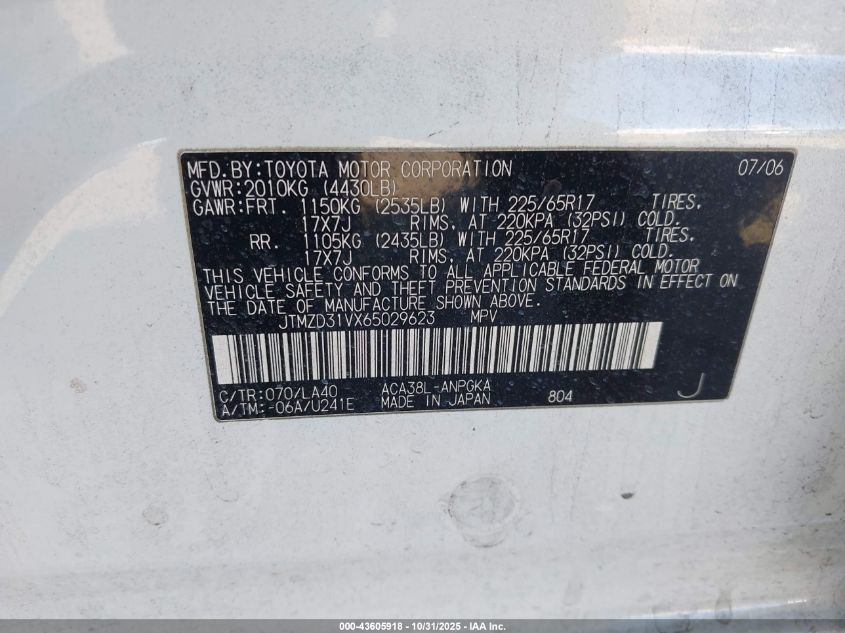 MFD.BY:TOYOTA MOTOR CORPORATION 07/06
GVWR:2010KG (4430LB)
GAWR:FRT. 1150KG (2535LB) WITH 225/65R17 TIRES.
17X7J RIMS, AT 220KPA (32PSI) COLD.
RR. 1105KG (2435LB) WITH 225/65R17 TIRES.
17X7J RIMS, AT 220KPA (32PSI) COLD.
THIS VEHICLE CONFORMS TO ALL APPLICABLE FEDERAL MOTOR
VEHICLE SAFETY AND THEFT PREVENTION STANDARDS IN EFFECT ON
THE DATE OF MANUFACTURE SHOWN ABOVE.
JTMZD31VX65029623 MPV
C/TR:070/LA40 ACA38L-ANPGKA J
A/TM:-06A/U241E MADE IN JAPAN 804
000-43605918 - 10/31/2025 - IAA Inc.